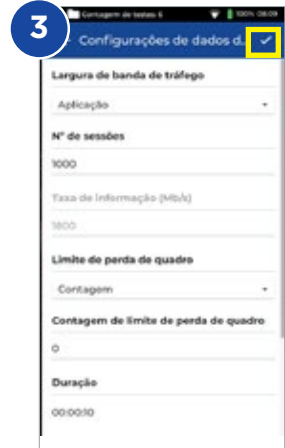 3
Contagem de testes: 6 100% 08:09
Configurações de dados d...
Largura de banda de tráfego
Aplicação
Nº de sessões
1000
Taxa de informação (Mb/s)
1800
Limite de perda de quadro
Contagem
Contagem de limite de perda de quadro
0
Duração
00:00:10